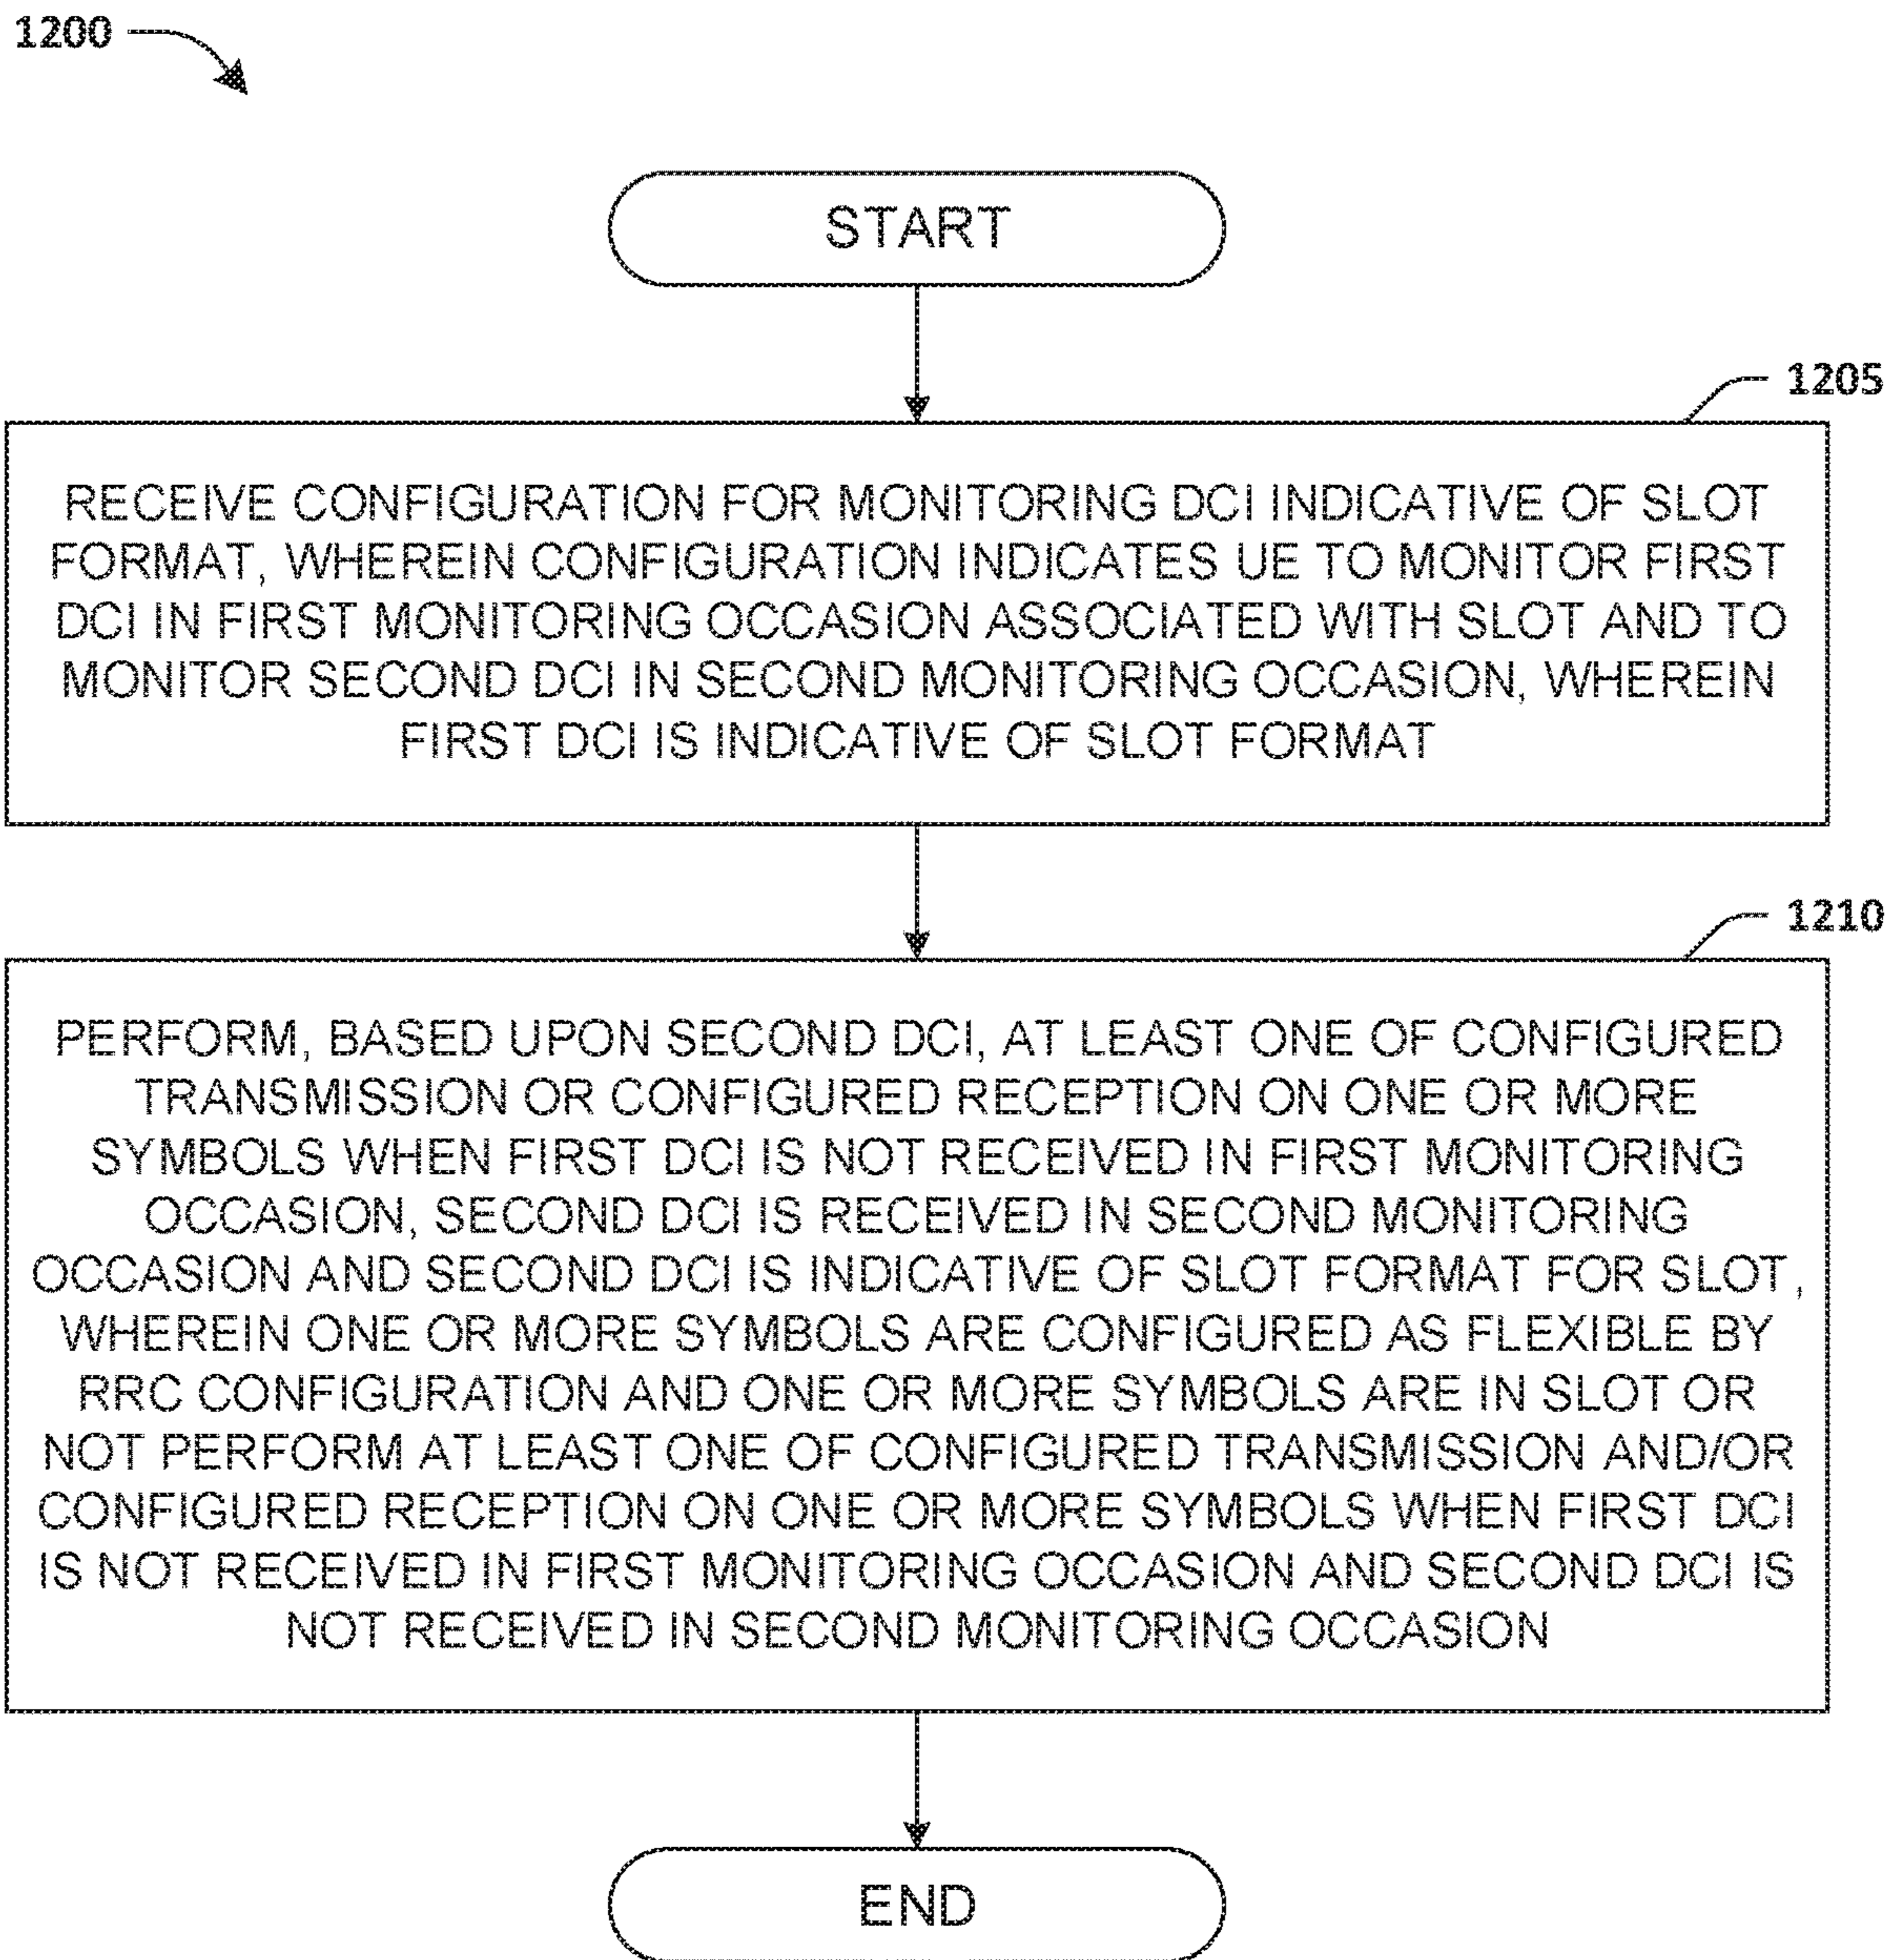 1200
START
1205
RECEIVE CONFIGURATION FOR MONITORING DCI INDICATIVE OF SLOT
FORMAT, WHEREIN CONFIGURATION INDICATES UE TO MONITOR FIRST
DCI IN FIRST MONITORING OCCASION ASSOCIATED WITH SLOT AND TO
MONITOR SECOND DCI IN SECOND MONITORING OCCASION, WHEREIN
FIRST DCI IS INDICATIVE OF SLOT FORMAT
1210
PERFORM, BASED UPON SECOND DCI, AT LEAST ONE OF CONFIGURED
TRANSMISSION OR CONFIGURED RECEPTION ON ONE OR MORE
SYMBOLS WHEN FIRST DCI IS NOT RECEIVED IN FIRST MONITORING
OCCASION, SECOND DCI IS RECEIVED IN SECOND MONITORING
OCCASION AND SECOND DCI IS INDICATIVE OF SLOT FORMAT FOR SLOT,
WHEREIN ONE OR MORE SYMBOLS ARE CONFIGURED AS FLEXIBLE BY
RRC CONFIGURATION AND ONE OR MORE SYMBOLS ARE IN SLOT OR
NOT PERFORM AT LEAST ONE OF CONFIGURED TRANSMISSION AND/OR
CONFIGURED RECEPTION ON ONE OR MORE SYMBOLS WHEN FIRST DCI
IS NOT RECEIVED IN FIRST MONITORING OCCASION AND SECOND DCI IS
NOT RECEIVED IN SECOND MONITORING OCCASION
END